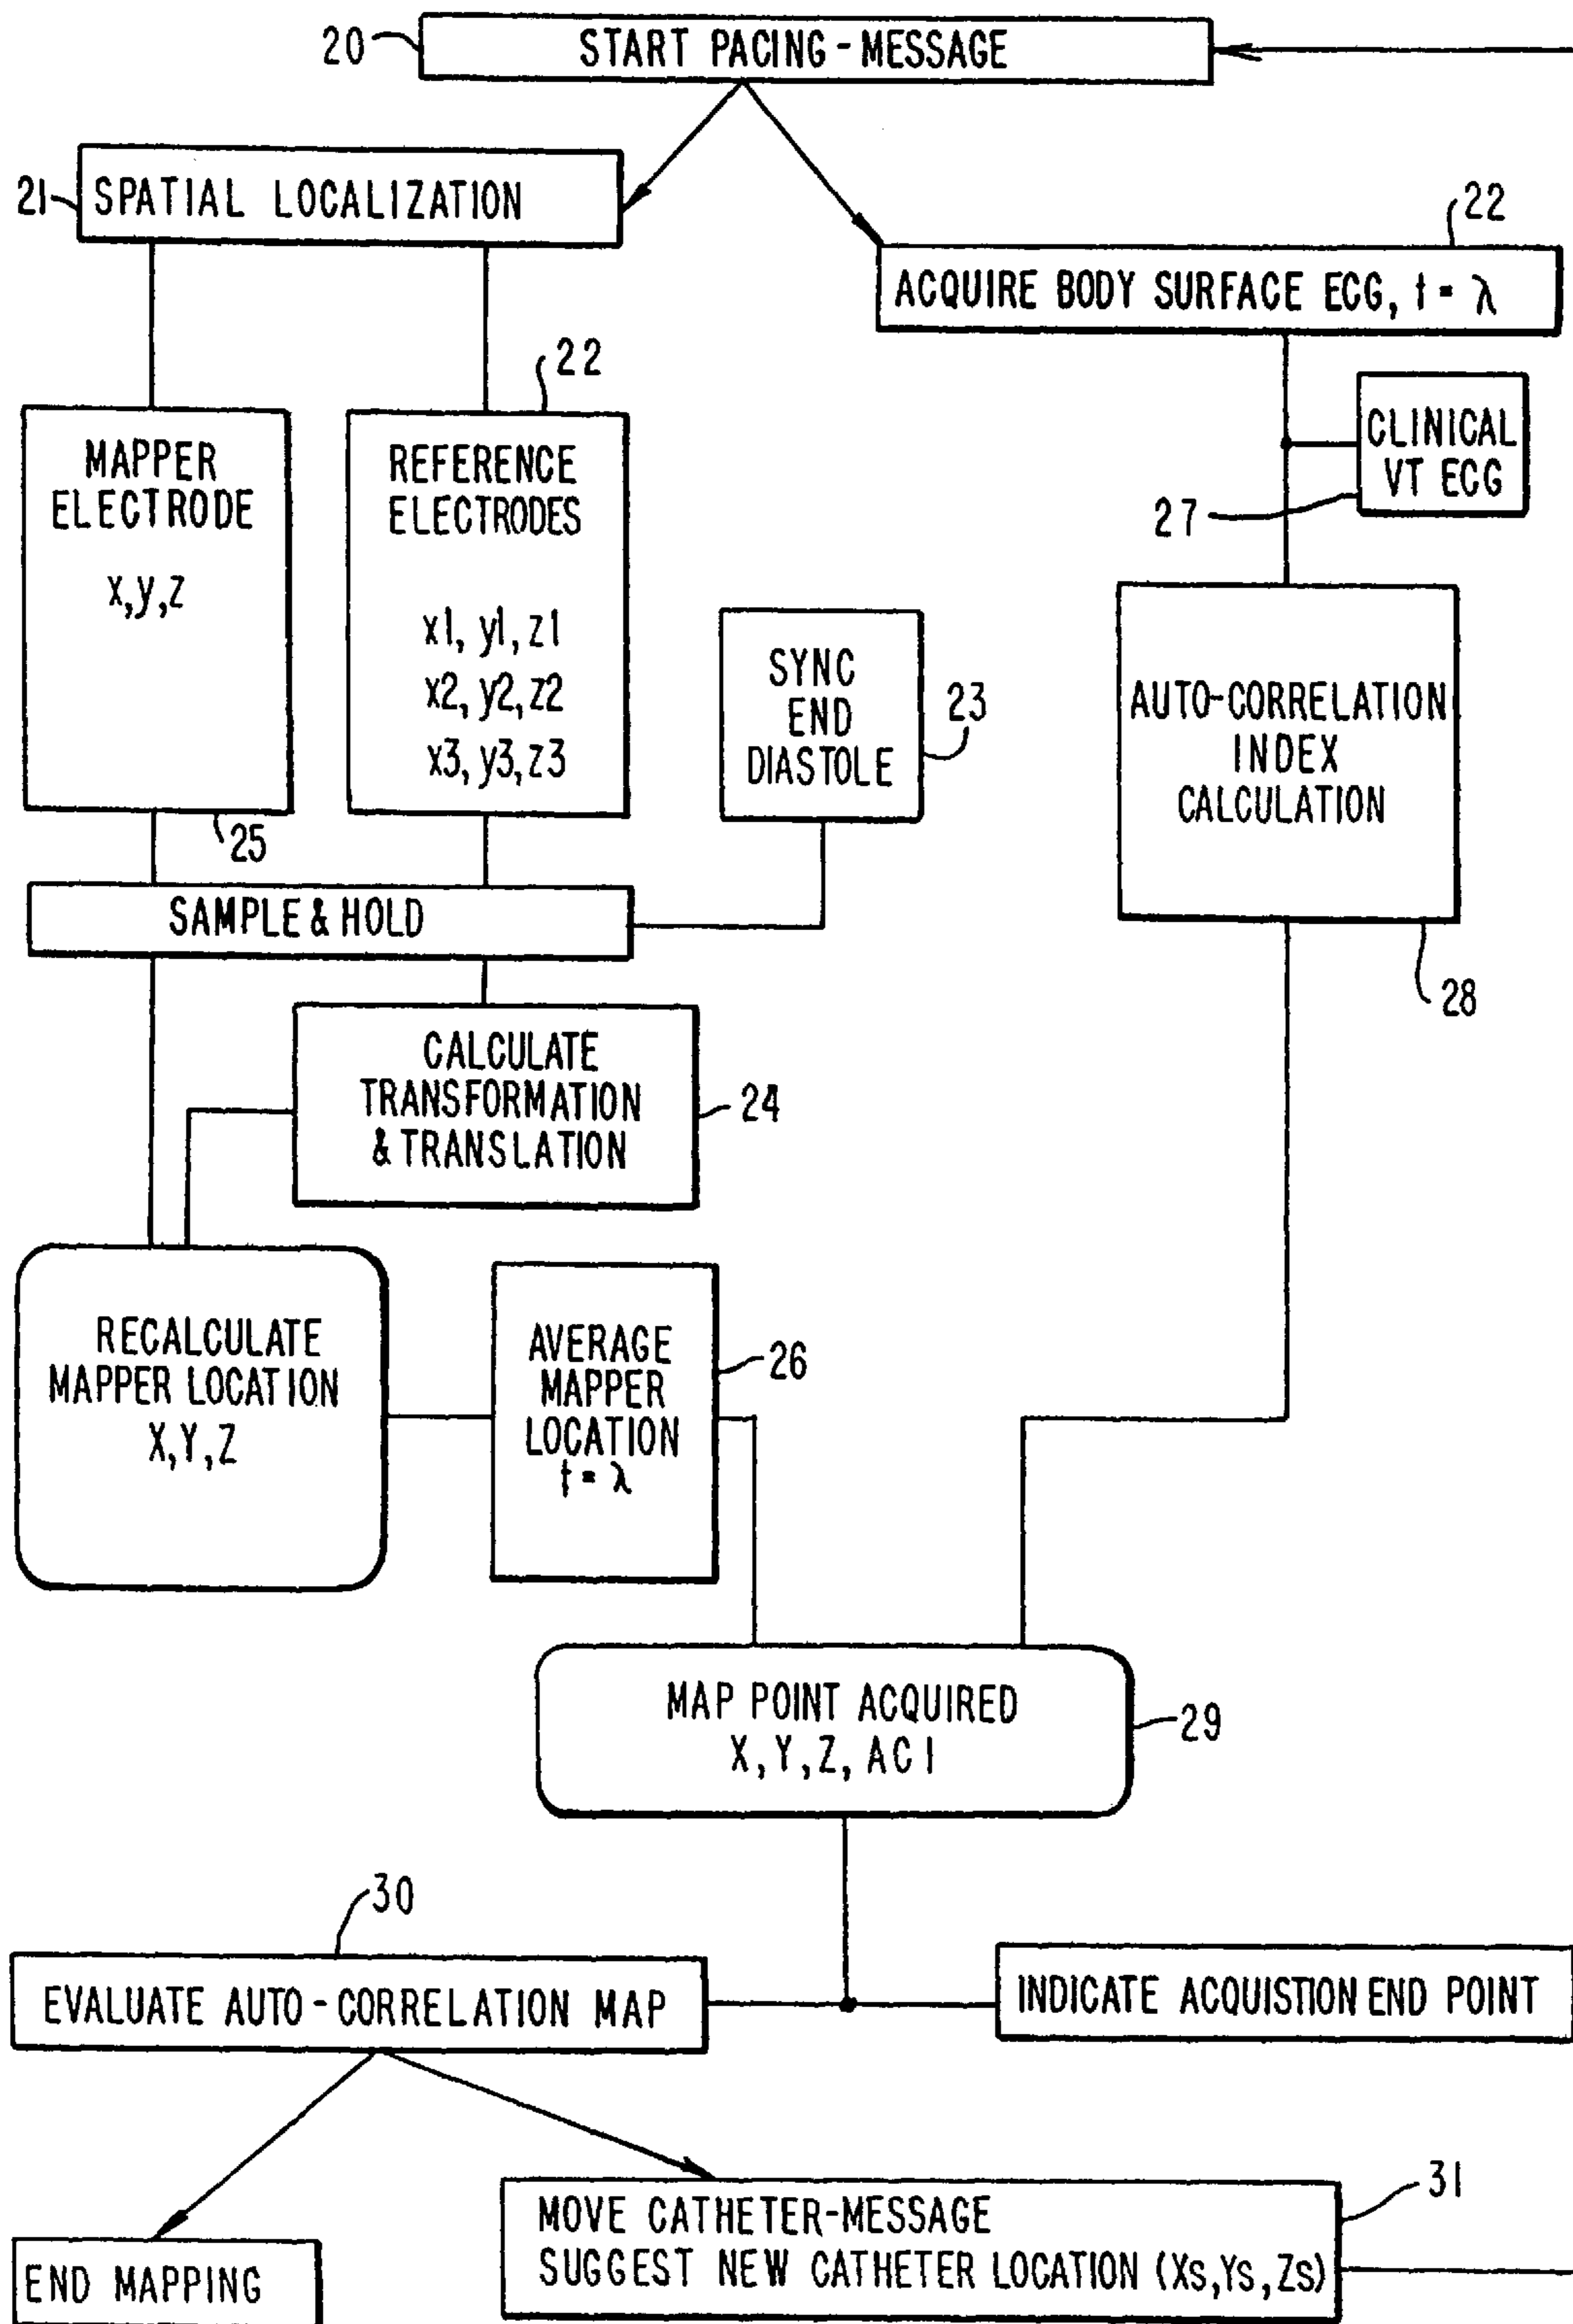 20
START PACING-MESSAGE
21
SPATIAL LOCALIZATION
22
ACQUIRE BODY SURFACE ECG, t = λ
22
MAPPER
ELECTRODE
x,y,z
25
REFERENCE
ELECTRODES
x1, y1, z1
x2, y2, z2
x3, y3, z3
SYNC
END
DIASTOLE
23
CLINICAL
VT ECG
27
AUTO-CORRELATION
INDEX
CALCULATION
28
SAMPLE & HOLD
CALCULATE
TRANSFORMATION
& TRANSLATION
24
RECALCULATE
MAPPER LOCATION
X,Y,Z
AVERAGE
MAPPER
LOCATION
t = λ
26
MAP POINT ACQUIRED
X, Y, Z, ACI
29
30
EVALUATE AUTO-CORRELATION MAP
INDICATE ACQUISTION END POINT
END MAPPING
MOVE CATHETER-MESSAGE
SUGGEST NEW CATHETER LOCATION (Xs,Ys,Zs)
31